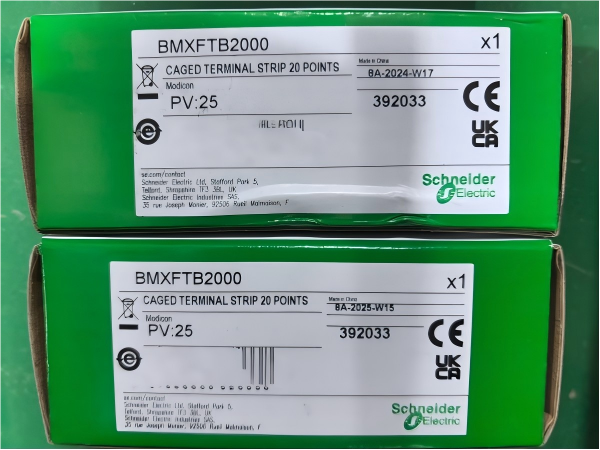 BMXFTB2000
x1
CAGED TERMINAL STRIP 20 POINTS
Made in China
8A-2024-W17
Modicon
PV:25
392033
CE
UK
CA
se.com/contact
Schneider Electric Ltd, Stafford Park 5,
Telford, Shropshire TF3 3BL, UK
Schneider Electric Industries SAS,
35 rue Joseph Monier, 92506 Rueil Malmaison, F
Schneider
Electric
BMXFTB2000
x1
CAGED TERMINAL STRIP 20 POINTS
Made in China
8A-2025-W15
Modicon
PV:25
392033
CE
UK
CA
se.com/contact
Schneider Electric Ltd, Stafford Park 5,
Telford, Shropshire TF3 3BL, UK
Schneider Electric Industries SAS,
35 rue Joseph Monier, 92506 Rueil Malmaison, F
Schneider
Electric